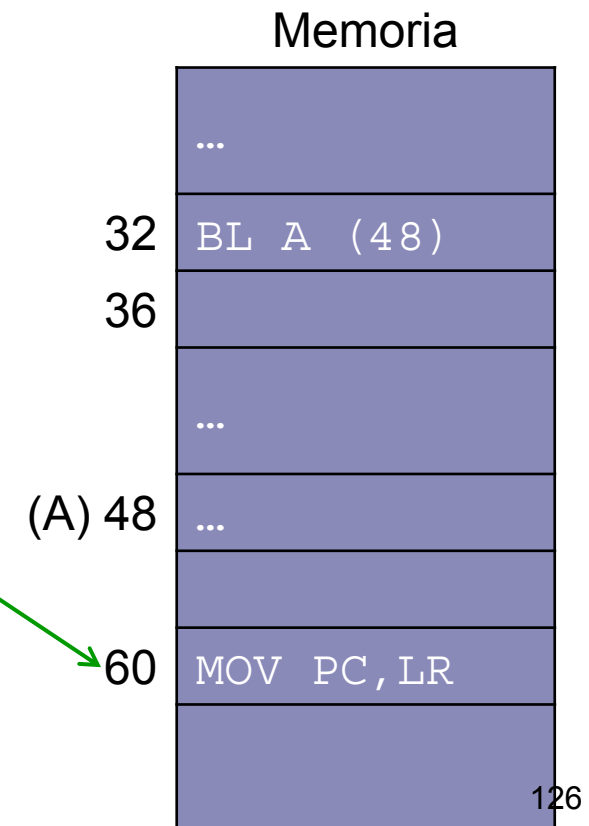 Memoria
…
32 BL A (48)
36
…
(A) 48 …
60 MOV PC,LR
126